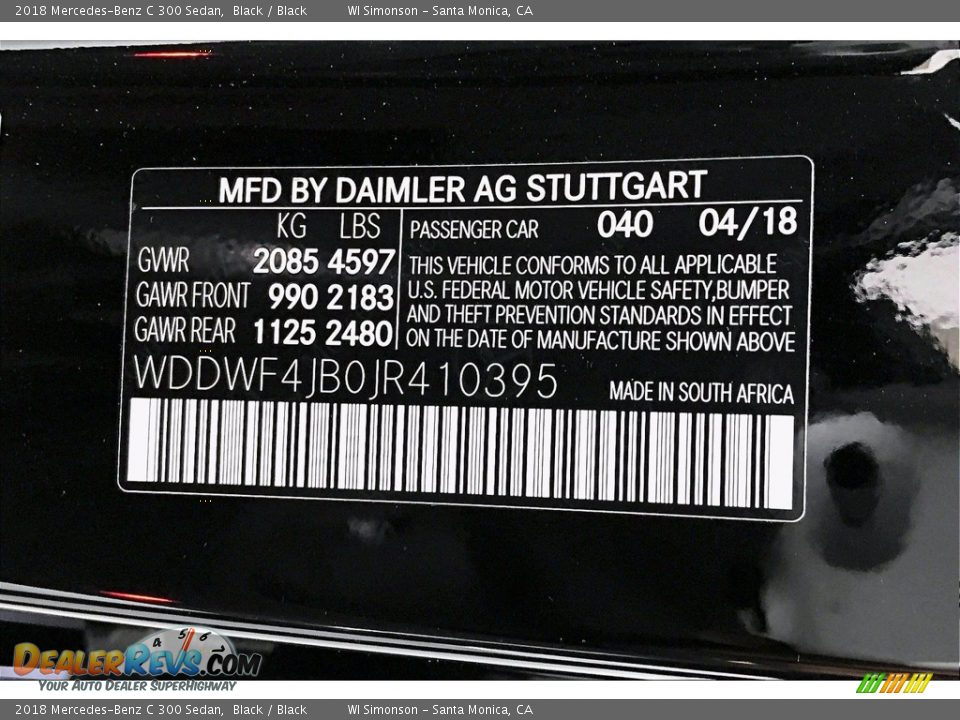 2018 Mercedes-Benz C 300 Sedan, Black / Black WI Simonson - Santa Monica, CA
MFD BY DAIMLER AG STUTTGART
KG LBS
GVWR 2085 4597
GAWR FRONT 990 2183
GAWR REAR 1125 2480
PASSENGER CAR 040 04/18
THIS VEHICLE CONFORMS TO ALL APPLICABLE
U.S. FEDERAL MOTOR VEHICLE SAFETY,BUMPER
AND THEFT PREVENTION STANDARDS IN EFFECT
ON THE DATE OF MANUFACTURE SHOWN ABOVE
WDDWF4JB0JR410395
MADE IN SOUTH AFRICA
4 5 6
DEALERREVS.COM
YOUR AUTO DEALER SUPERHIGHWAY
2018 Mercedes-Benz C 300 Sedan, Black / Black WI Simonson - Santa Monica, CA